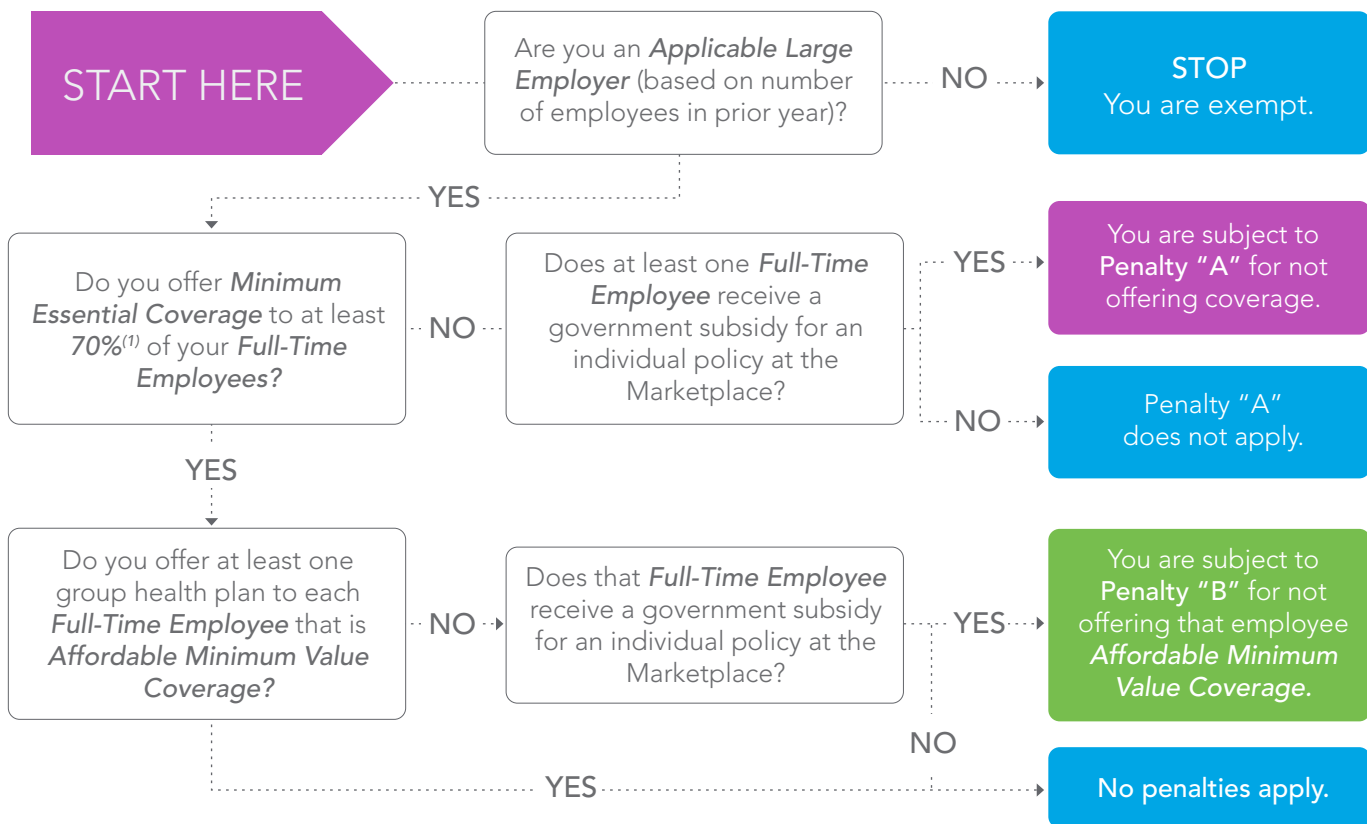 START HERE
Are you an Applicable Large
Employer (based on number
of employees in prior year)?
NO
STOP
You are exempt.
YES
Do you offer Minimum
Essential Coverage to at least
70%(1) of your Full-Time
Employees?
NO
Does at least one Full-Time
Employee receive a
government subsidy for an
individual policy at the
Marketplace?
YES
You are subject to
Penalty “A” for not
offering coverage.
NO
Penalty “A”
does not apply.
YES
Do you offer at least one
group health plan to each
Full-Time Employee that is
Affordable Minimum Value
Coverage?
NO
Does that Full-Time Employee
receive a government subsidy
for an individual policy at the
Marketplace?
YES
You are subject to
Penalty “B” for not
offering that employee
Affordable Minimum
Value Coverage.
NO
YES
No penalties apply.